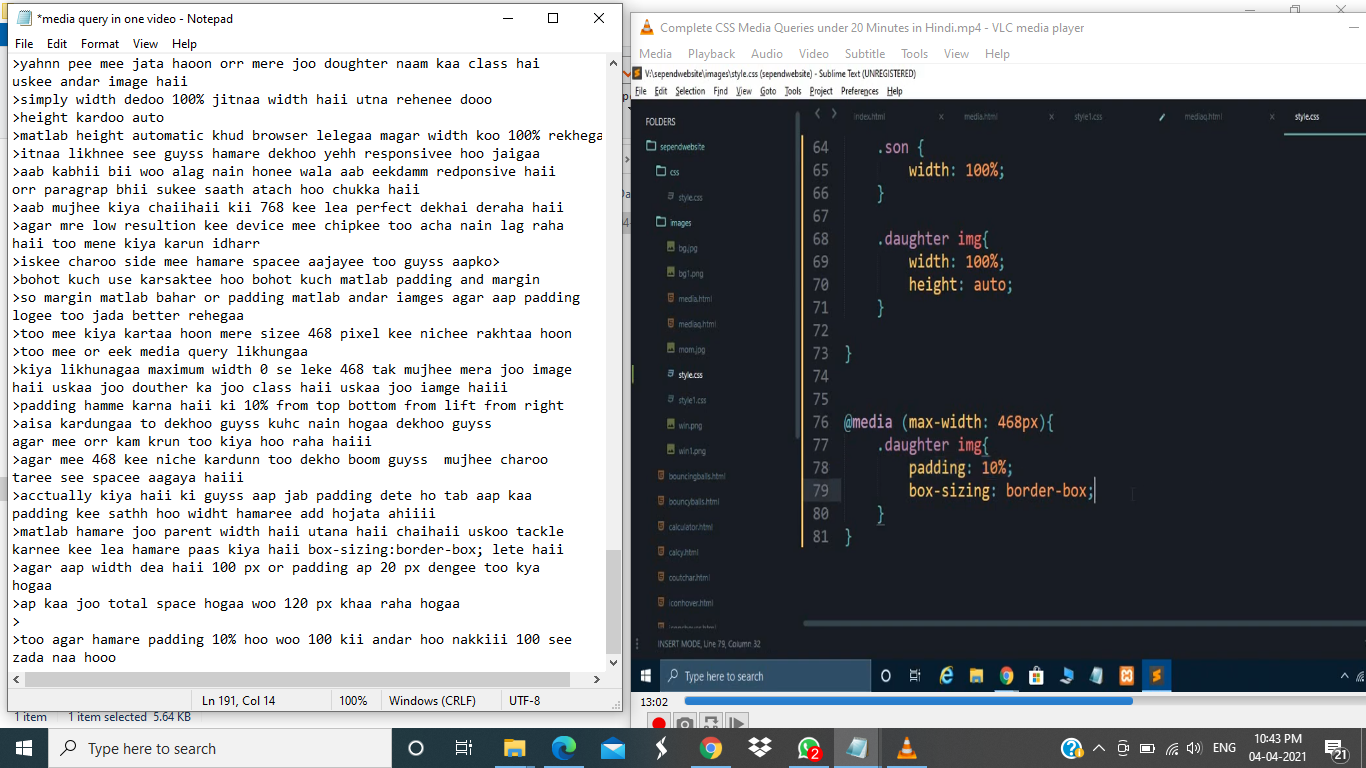 *media query in one video - Notepad
File Edit Format View Help
>yahnn pee mee jata haoon orr mere joo doughter naam kaa class hai
uskee andar image haii
>simply width dedoo 100% jitnaa width haii utna rehenee dooo
>height kardoo auto
>matlab height automatic khud browser lelegaa magar width koo 100% rekhega
>itnaa likhnee see guyss hamare dekhoo yehh responsivee hoo jaigaa
>aab kabhii bii woo alag nain honee wala aab eekdamm redponsive haii
orr paragrap bhii sukee saath atach hoo chukka haii
>aab mujhee kiya chaiihaii kii 768 kee lea perfect dekhai deraha haii
>agar mre low resultion kee device mee chipkee too acha nain lag raha
haii too mene kiya karun idharr
>iskee charoo side mee hamare spacee aajayee too guyss aapko>
>bohot kuch use karsaktee hoo bohot kuch matlab padding and margin
>so margin matlab bahar or padding matlab andar iamges agar aap padding
logee too jada better rehegaa
>too mee kiya kartaa hoon mere sizee 468 pixel kee nichee rakhtaa hoon
>too mee or eek media query likhungaa
>kiya likhunagaa maximum width 0 se leke 468 tak mujhee mera joo image
haii uskaa joo douther ka joo class haii uskaa joo iamge haiii
>padding hamme karna haii ki 10% from top bottom from lift from right
>aisa kardungaa to dekhoo guyss kuhc nain hogaa dekhoo guyss
agar mee orr kam krun too kiya hoo raha haiii
>agar mee 468 kee niche kardunn too dekho boom guyss  mujhee charoo
taree see spacee aagaya haiii
>acctually kiya haii ki guyss aap jab padding dete ho tab aap kaa
padding kee sathh hoo widht hamaree add hojata ahiiii
>matlab hamare joo parent width haii utana haii chaihaii uskoo tackle
karnee kee lea hamare paas kiya haii box-sizing:border-box; lete haii
>agar aap width dea haii 100 px or padding ap 20 px dengee too kya
hogaa
>ap kaa joo total space hogaa woo 120 px khaa raha hogaa
>
>too agar hamare padding 10% hoo woo 100 kii andar hoo nakkiii 100 see
zada naa hooo
Ln 191, Col 14 100% Windows (CRLF) UTF-8
1 item 1 item selected 5.64 KB
Complete CSS Media Queries under 20 Minutes in Hindi.mp4 - VLC media player
Media Playback Audio Video Subtitle Tools View Help
V:\sependwebsite\images\style.css (sependwebsite) - Sublime Text (UNREGISTERED)
File Edit Selection Find View Goto Tools Project Preferences Help
FOLDERS
sependwebsite
css
style.css
images
bg.jpg
bg1.png
media.html
mediaq.html
mom.jpg
style.css
style1.css
win.png
win1.png
bouncingballs.html
bouncyballs.html
calculator.html
calcy.html
coutchar.html
iconhover.html
index.html media.html style1.css mediaq.html style.css
64 .son {
65 width: 100%;
66 }
67
68 .daughter img{
69 width: 100%;
70 height: auto;
71 }
72
73 }
74
75
76 @media (max-width: 468px){
77 .daughter img{
78 padding: 10%;
79 box-sizing: border-box;
80 }
81 }
INSERT MODE, Line 79, Column 32
Type here to search
13:02
Type here to search
2
ENG
10:43 PM
04-04-2021
21